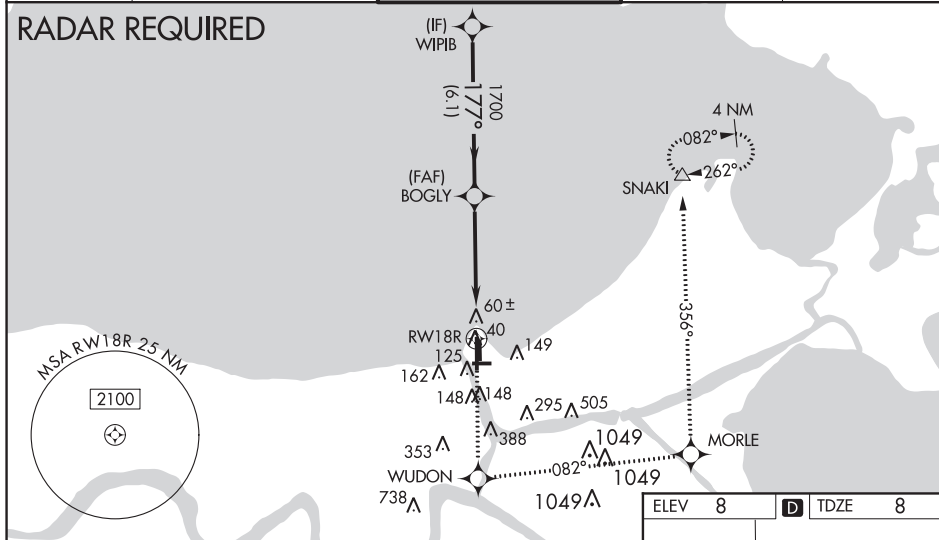 RADAR REQUIRED
(IF)
WIPIB
1700
177°
(6.1)
4 NM
082°
262°
SNAKI
(FAF)
BOGLY
356°
60±
RW18R
40
149
125
162
148
148
295
505
388
353
1049
1049
1049
MORLE
082°
WUDON
738
MSA RW18R 25 NM
2100
ELEV 8 D TDZE 8